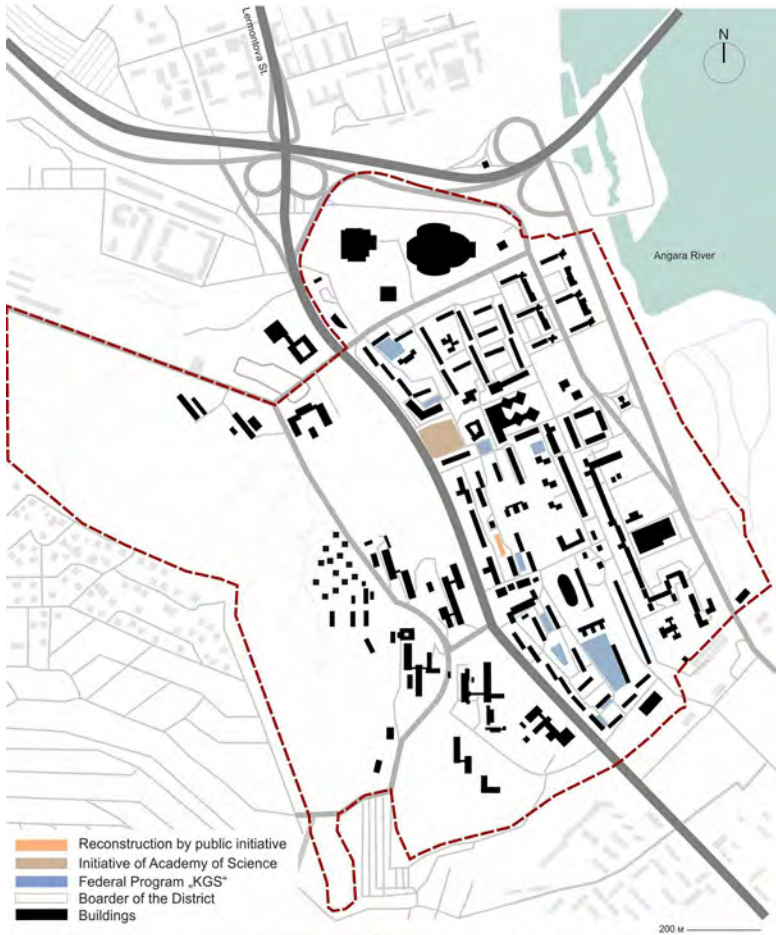 Lermontova St.
N
Angara River
Reconstruction by public initiative
Initiative of Academy of Science
Federal Program „KGS“
Boarder of the District
Buildings
200 м